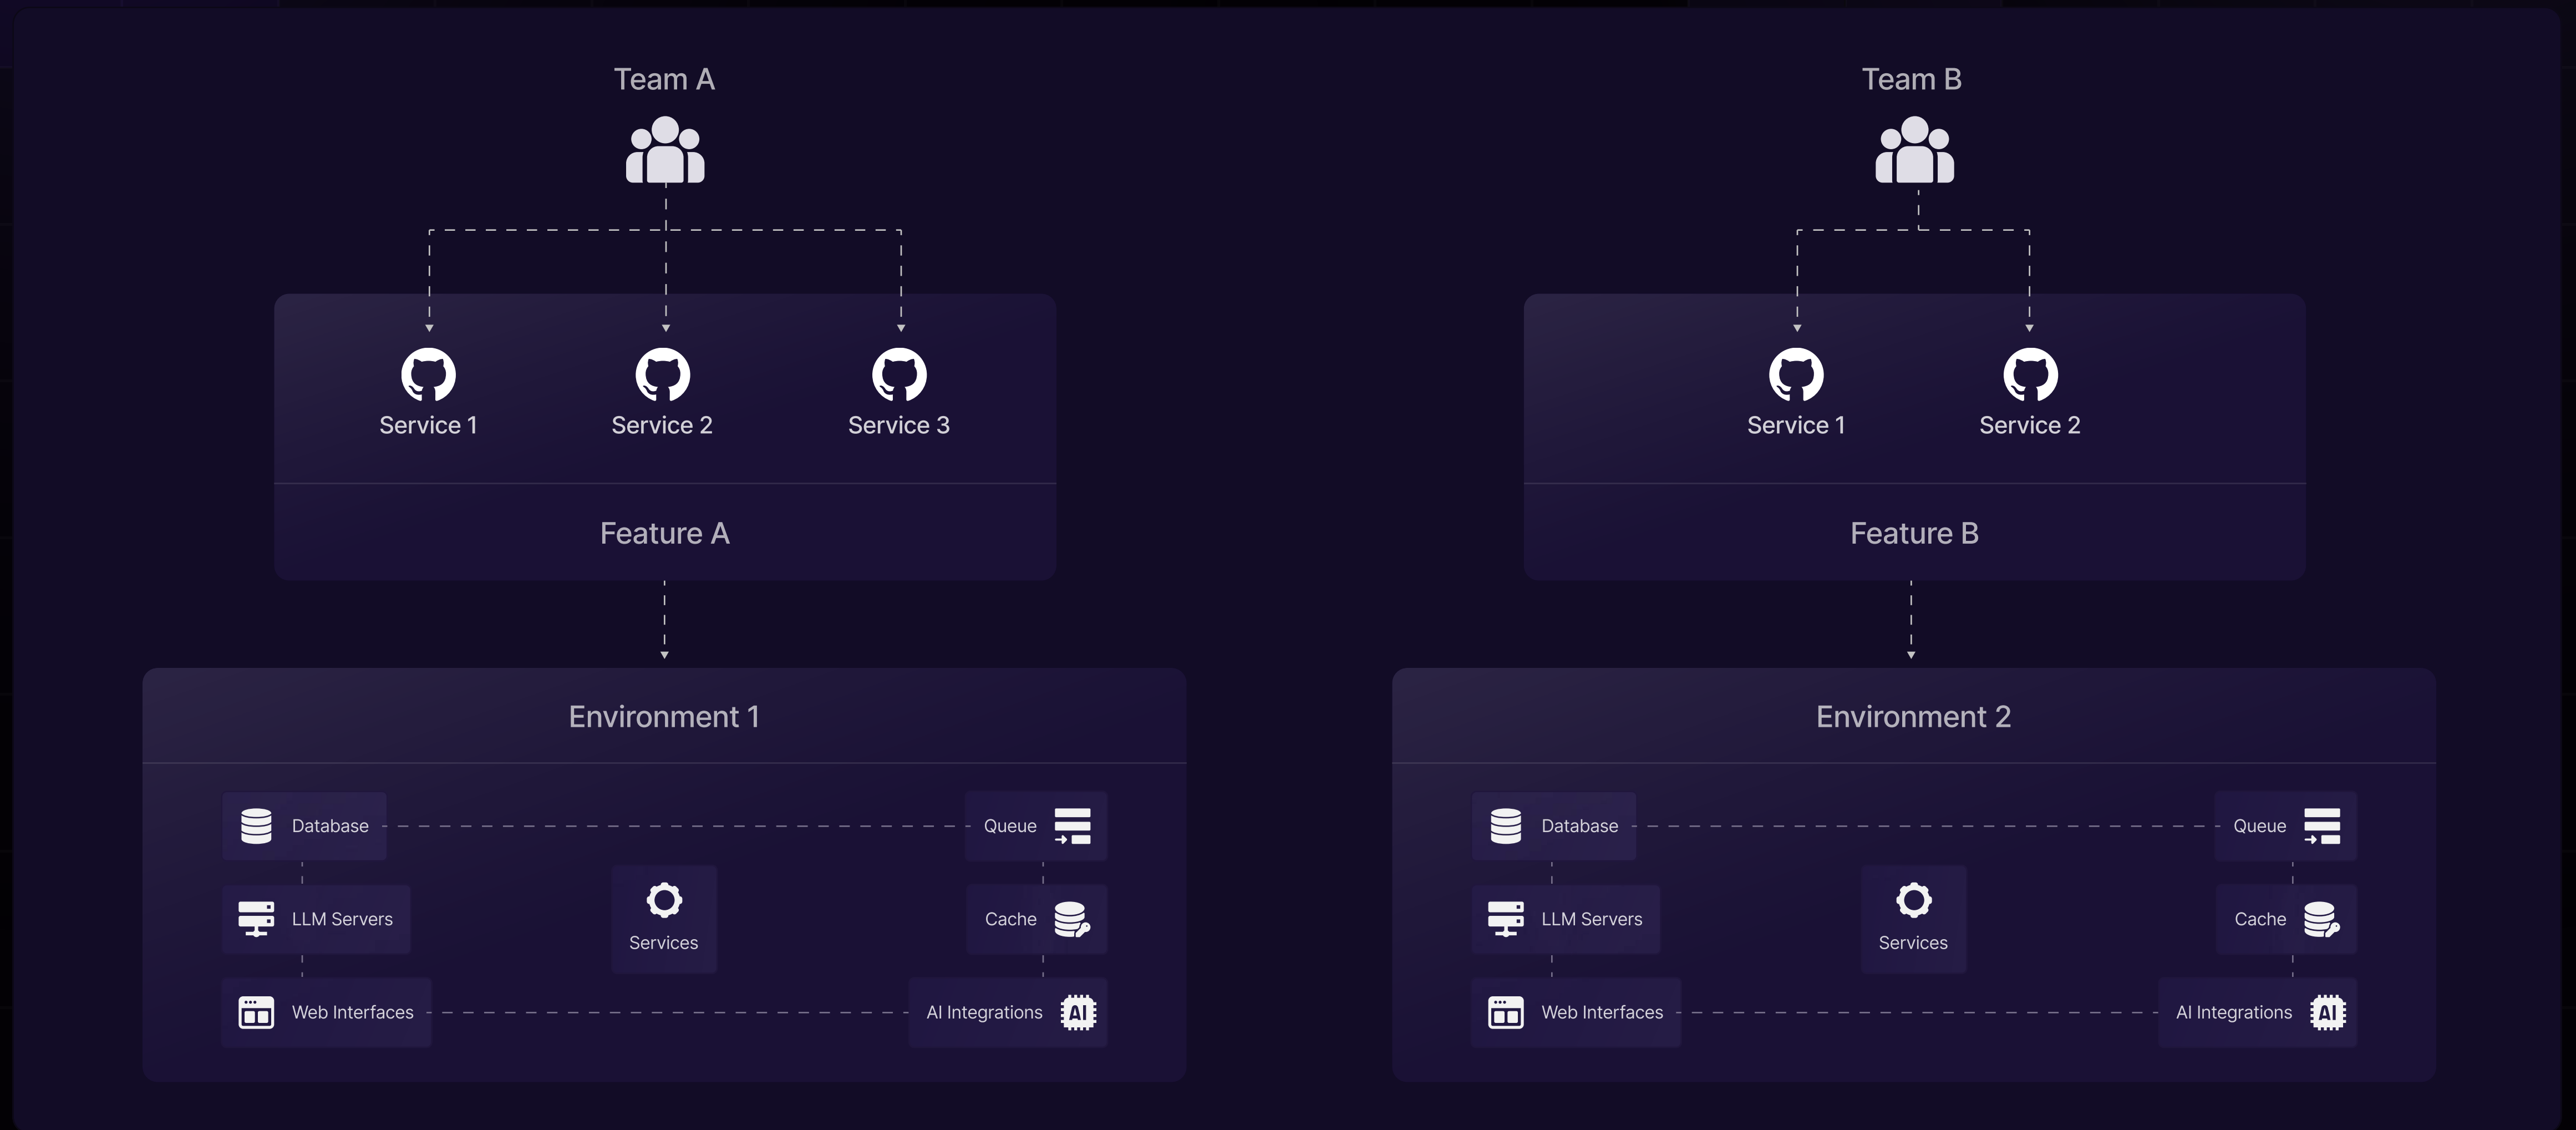 Team A
Service 1
Service 2
Service 3
Feature A
Environment 1
Database
Queue
LLM Servers
Services
Cache
Web Interfaces
AI Integrations
AI
Team B
Service 1
Service 2
Feature B
Environment 2
Database
Queue
LLM Servers
Services
Cache
Web Interfaces
AI Integrations
AI